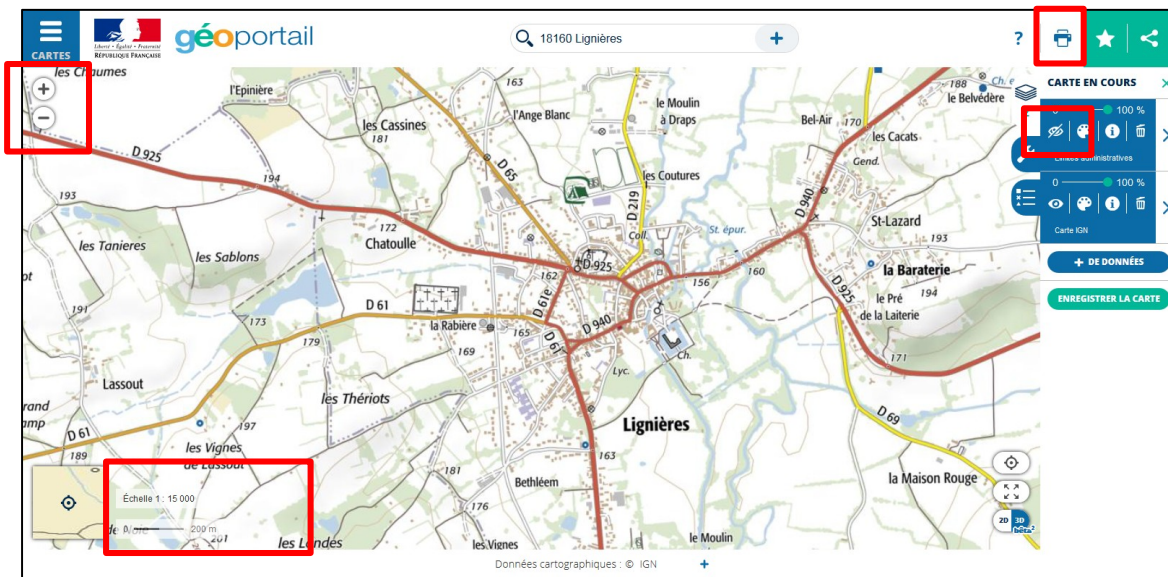 CARTES
Liberté • Égalité • Fraternité
RÉPUBLIQUE FRANÇAISE
géoportail
18160 Lignières
+
?
CARTE EN COURS
0 100 %
Limites administratives
0 100 %
Carte IGN
+ DE DONNÉES
ENREGISTRER LA CARTE
les Chaumes
+
−
l'Epinière
163
188
le Belvédère
l'Ange Blanc
le Moulin
à Draps
Bel-Air
170
les Cassines
181
les Cacats
Gend.
D 925
D 65
194
les Coutures
193
D 219
D 940
172
St-Lazard
Chatoulle
Coll.
St. épur.
193
les Tanieres
les Sablons
D 925
162
160
la Baraterie
156
194
le Pré
de la Laiterie
D 925
D 61
D 61e
191
173
la Rabière
165
D 940
179
D 61
169
Ch.
171
Lyc.
Lassout
les Thériots
D 69
Lignières
D 61
197
189
les Vignes
de Lassout
163
181
Bethléem
la Maison Rouge
176
Échelle 1 : 15 000
0 200 m
201
les Landes
les Vignes
le Moulin
2D
3D
bêta
Données cartographiques : © IGN +